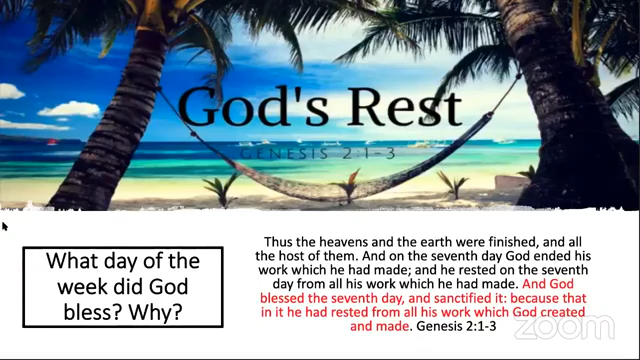 God's Rest
GENESIS 2:1-3
What day of the
week did God
bless? Why?
Thus the heavens and the earth were finished, and all
the host of them. And on the seventh day God ended his
work which he had made; and he rested on the seventh
day from all his work which he had made. And God
blessed the seventh day, and sanctified it: because that
in it he had rested from all his work which God created
and made. Genesis 2:1-3
zoom